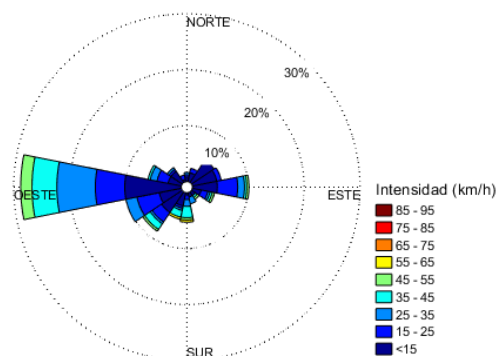 NORTE
30%
20%
10%
OESTE
ESTE
SUR
Intensidad (km/h)
85 - 95
75 - 85
65 - 75
55 - 65
45 - 55
35 - 45
25 - 35
15 - 25
<15